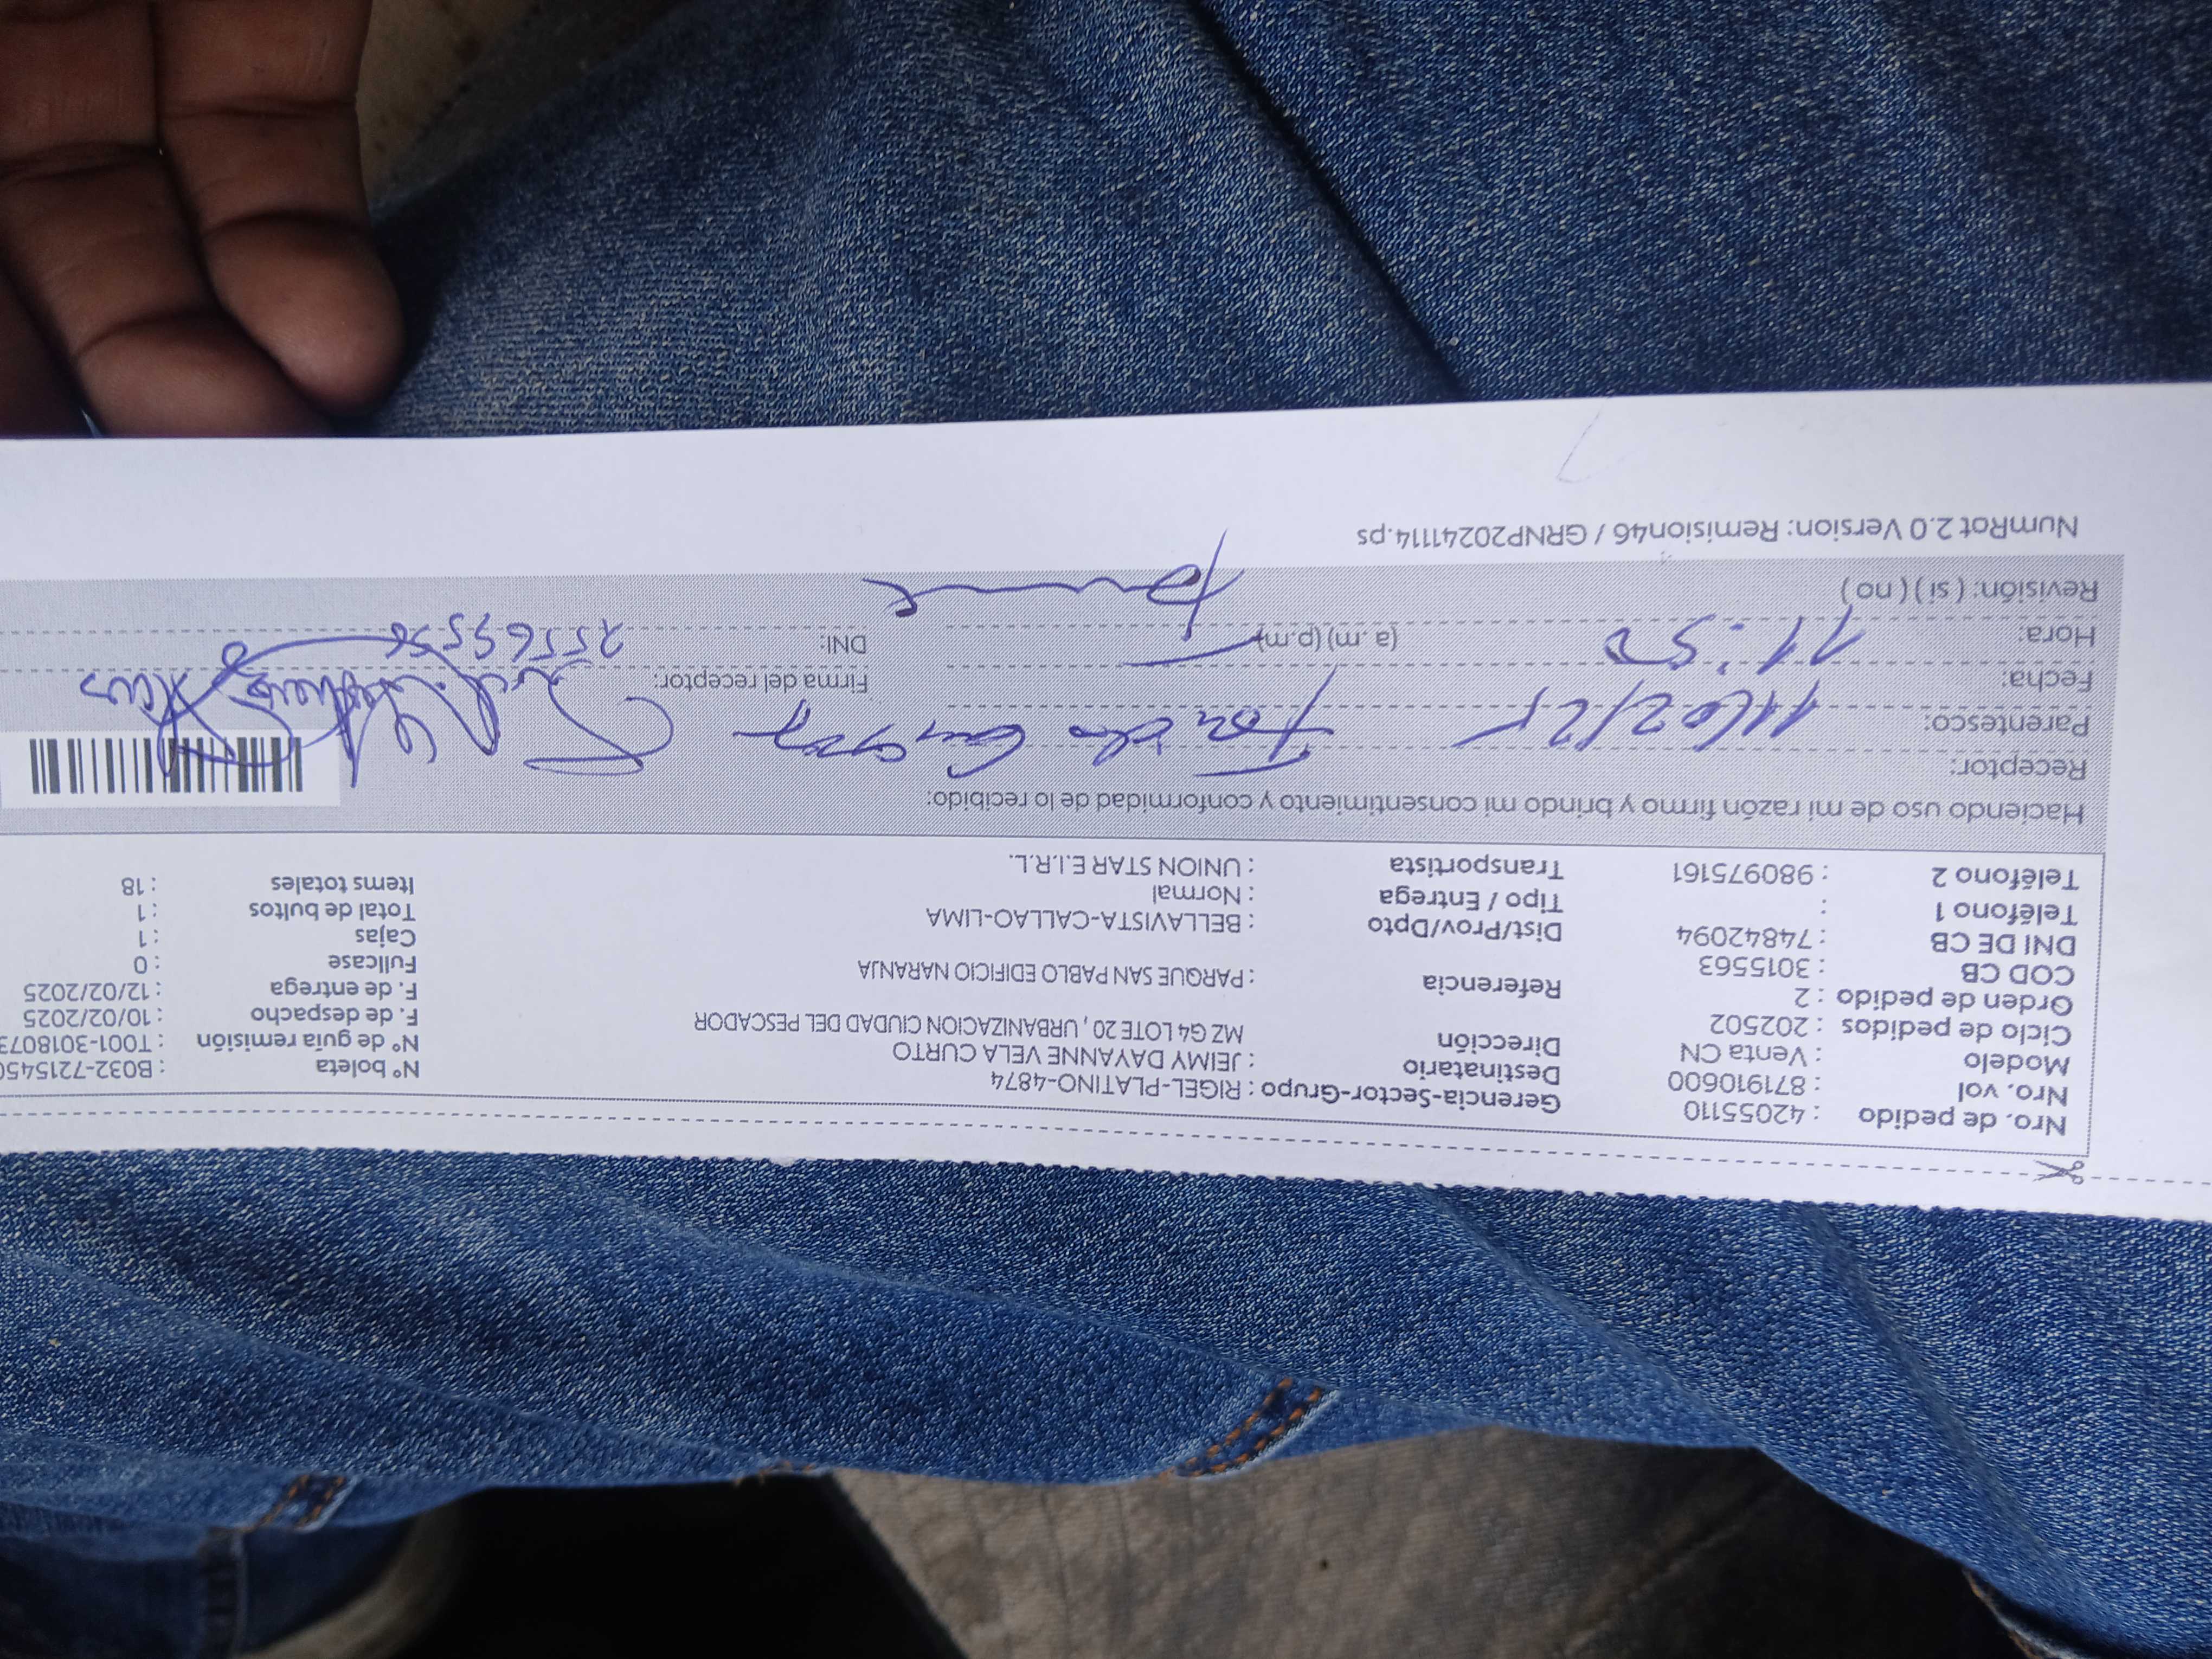 Nro. de pedido : 42055110 Gerencia-Sector-Grupo : RIGEL-PLATINO-4874 N° boleta : B032-721545
Nro. vol : 871910600 Destinatario : JEIMY DAYANNE VELA CURTO N° de guía remisión : T001-3018073
Modelo : Venta CN Dirección MZ G4 LOTE 20 , URBANIZACION CIUDAD DEL PESCADOR F. de despacho : 10/02/2025
Ciclo de pedidos : 202502 F. de entrega : 12/02/2025
Orden de pedido : 2 Referencia : PARQUE SAN PABLO EDIFICIO NARANJA Fullcase : 0
COD CB : 3015563 Cajas : 1
DNI DE CB : 74842094 Dist/Prov/Dpto : BELLAVISTA-CALLAO-LIMA Total de bultos : 1
Teléfono 1 : Tipo / Entrega : Normal Items totales : 18
Teléfono 2 : 980975161 Transportista : UNION STAR E.I.R.L.
Haciendo uso de mi razón firmo y brindo mi consentimiento y conformidad de lo recibido:
Receptor:
Parentesco:
Fecha: 11/02/25 Firma del receptor:
Hora: 11:50 (a.m.) (p.m) DNI: 25565556
Revisión: ( si ) ( no )
NumRot 2.0 Version: Remision46 / GRNP20241114.ps